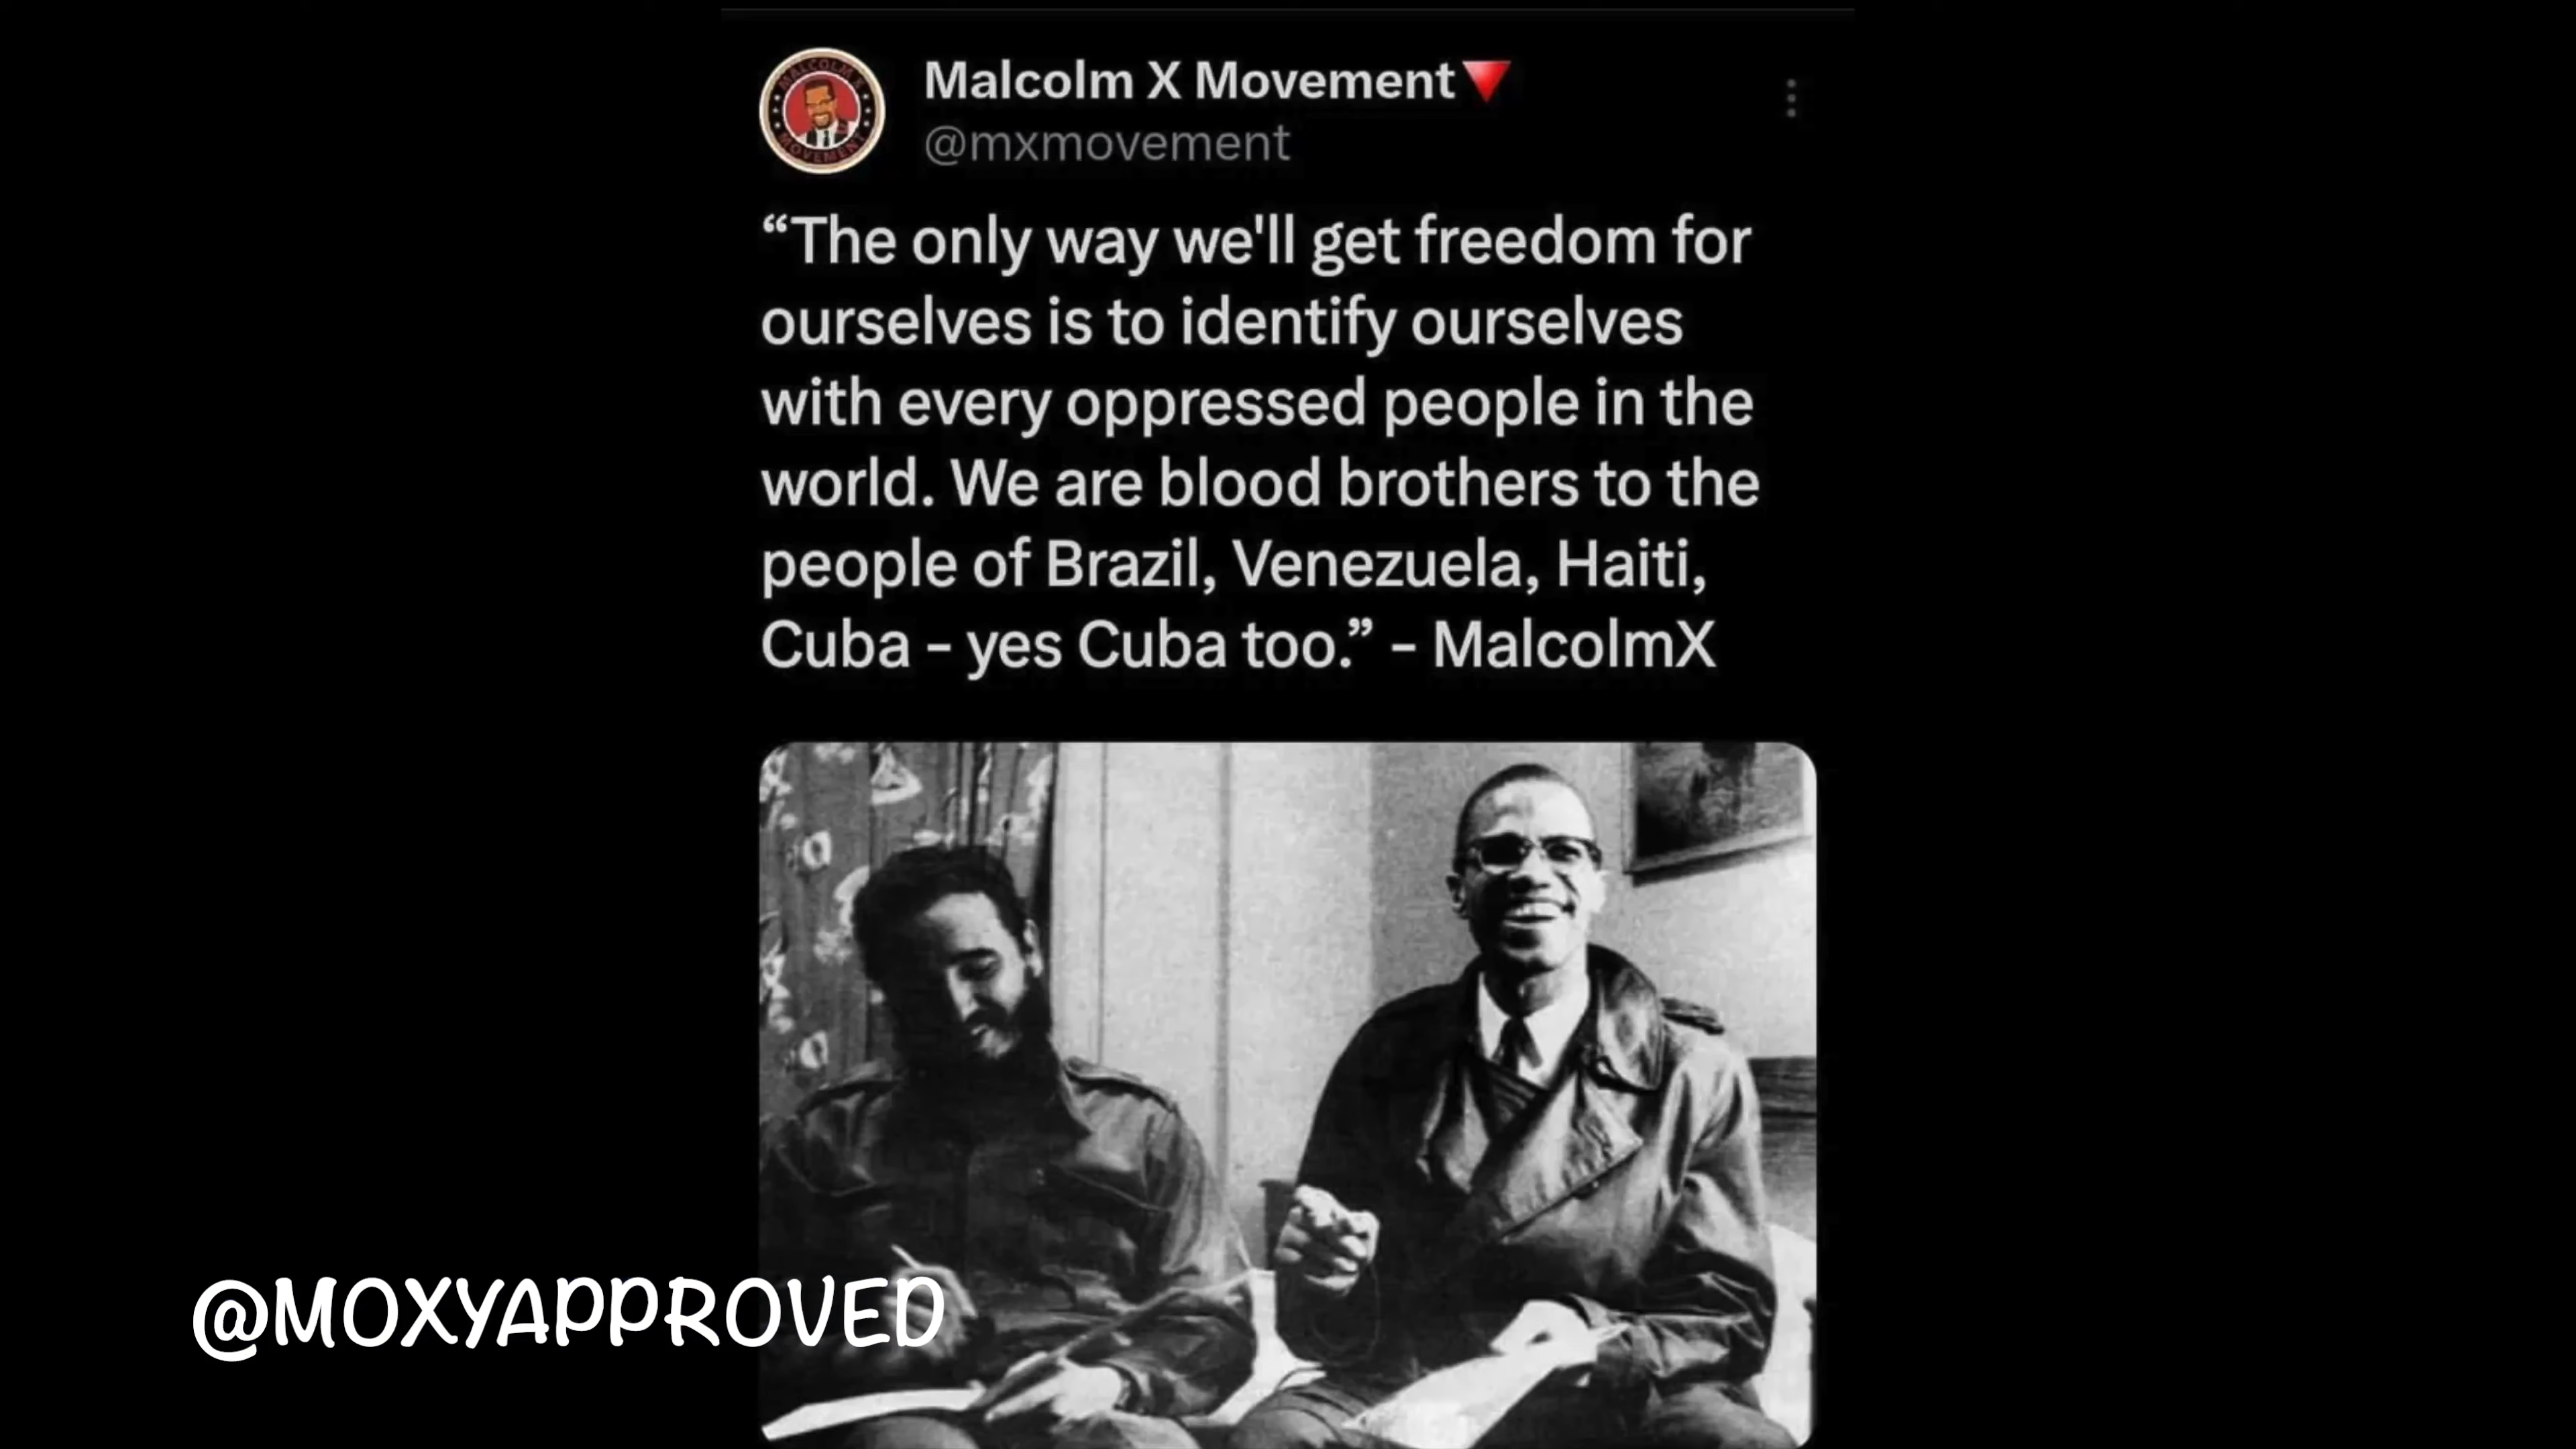 Malcolm X Movement🔻
@mxmovement
“The only way we'll get freedom for
ourselves is to identify ourselves
with every oppressed people in the
world. We are blood brothers to the
people of Brazil, Venezuela, Haiti,
Cuba - yes Cuba too.” - MalcolmX
@MOXYAPPROVED
MALCOLM X
MOVEMENT